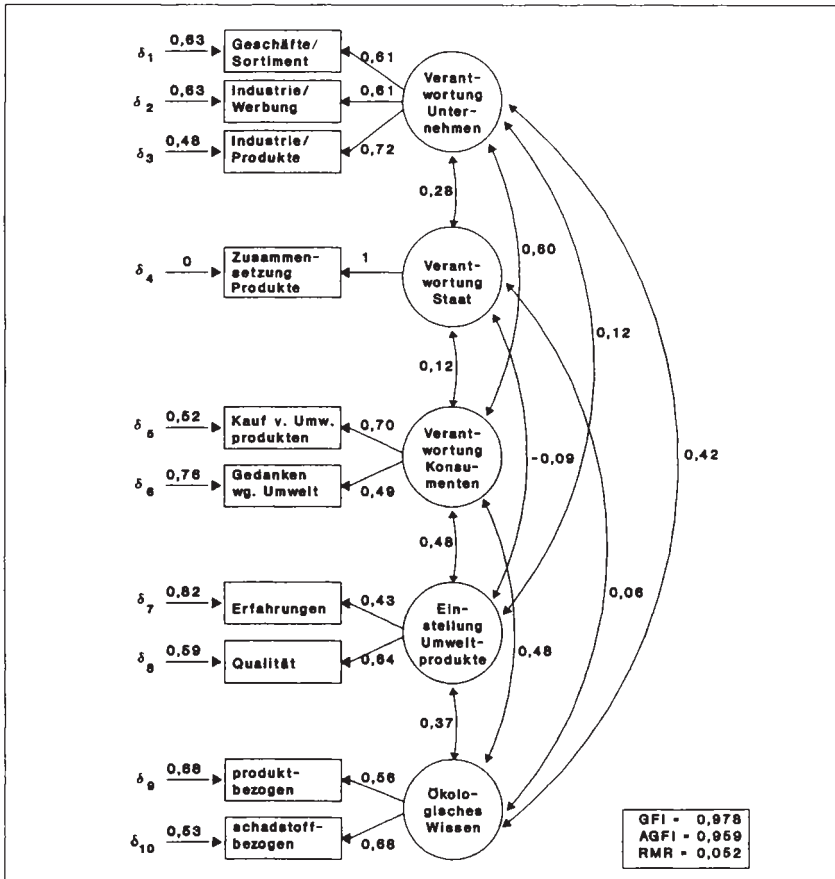 δ1 0,63 Geschäfte/
Sortiment
0,61
δ2 0,63 Industrie/
Werbung
0,61
δ3 0,48 Industrie/
Produkte
0,72
Verant-
wortung
Unter-
nehmen
0,28
δ4 0 Zusammen-
setzung
Produkte
1
Verant-
wortung
Staat
0,60
0,12
0,12
δ5 0,52 Kauf v. Umw.
produkten
0,70
δ6 0,76 Gedanken
wg. Umwelt
0,49
Verant-
wortung
Konsu-
menten
-0,09
0,42
0,48
δ7 0,82 Erfahrungen
0,43
δ8 0,59 Qualität
0,64
Ein-
stellung
Umwelt-
produkte
0,06
0,48
0,37
δ9 0,68 produkt-
bezogen
0,56
δ10 0,53 schadstoff-
bezogen
0,68
Ökolo-
gisches
Wissen
GFI = 0,978
AGFI = 0,959
RMR = 0,052